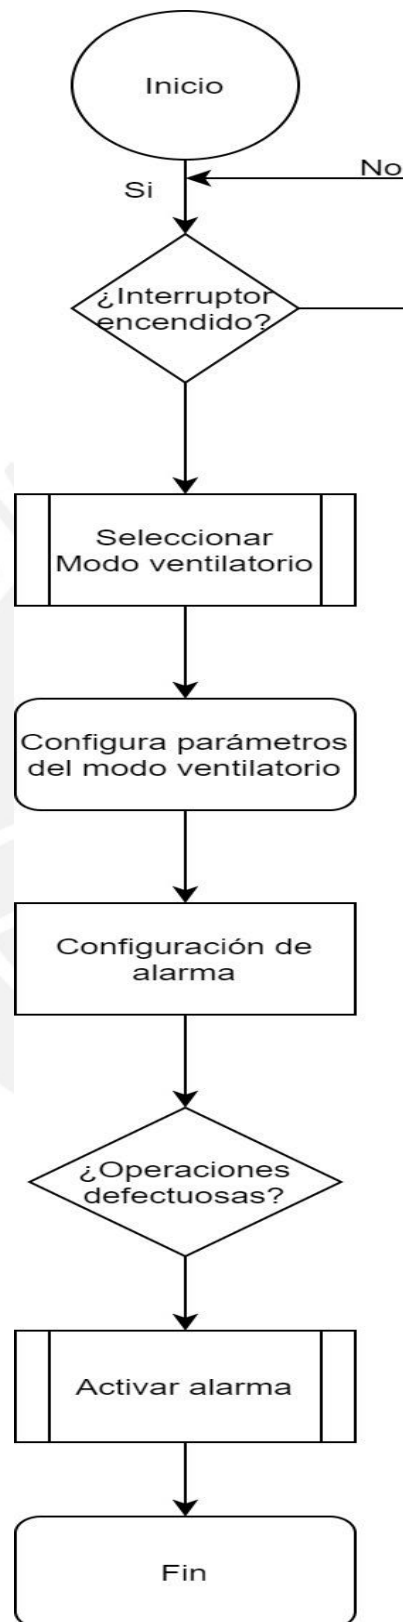 Inicio
No
Si
¿Interruptor
encendido?
Seleccionar
Modo ventilatorio
Configura parámetros
del modo ventilatorio
Configuración de
alarma
¿Operaciones
defectuosas?
Activar alarma
Fin